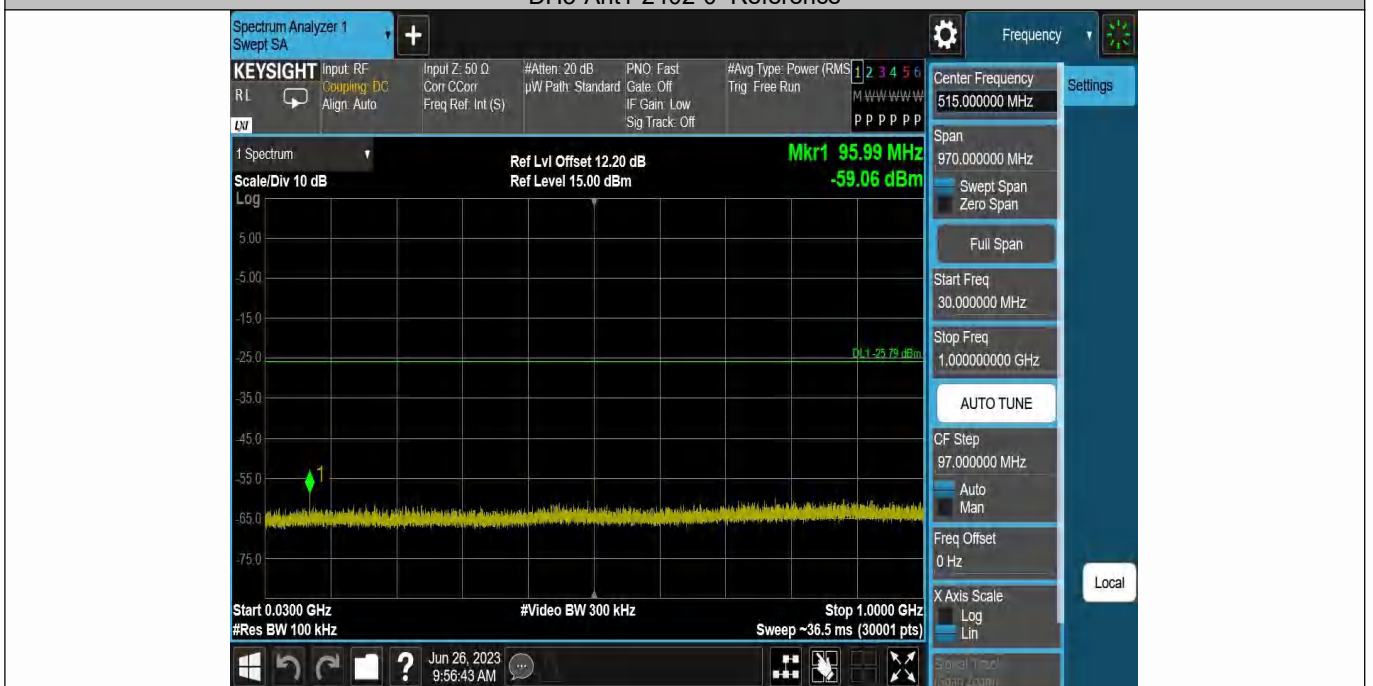 Spectrum Analyzer 1
Swept SA
Frequency
KEYSIGHT
RL
LXI
Input: RF
Coupling: DC
Align: Auto
Input Z: 50 Ω
Corr CCorr
Freq Ref: Int (S)
#Atten: 20 dB
µW Path: Standard
PNO: Fast
Gate: Off
IF Gain: Low
Sig Track: Off
#Avg Type: Power (RMS
Trig: Free Run
1 2 3 4 5 6
M W W W W W
P P P P P P
1 Spectrum
Scale/Div 10 dB
Log
Ref Lvl Offset 12.20 dB
Ref Level 15.00 dBm
Mkr1 95.99 MHz
-59.06 dBm
5.00
-5.00
-15.0
-25.0
DL1 -25.79 dBm
-35.0
-45.0
-55.0
1
-65.0
-75.0
Start 0.0300 GHz
#Res BW 100 kHz
#Video BW 300 kHz
Stop 1.0000 GHz
Sweep ~36.5 ms (30001 pts)
Jun 26, 2023
9:56:43 AM
Center Frequency
515.000000 MHz
Settings
Span
970.000000 MHz
Swept Span
Zero Span
Full Span
Start Freq
30.000000 MHz
Stop Freq
1.000000000 GHz
AUTO TUNE
CF Step
97.000000 MHz
Auto
Man
Freq Offset
0 Hz
X Axis Scale
Log
Lin
Local